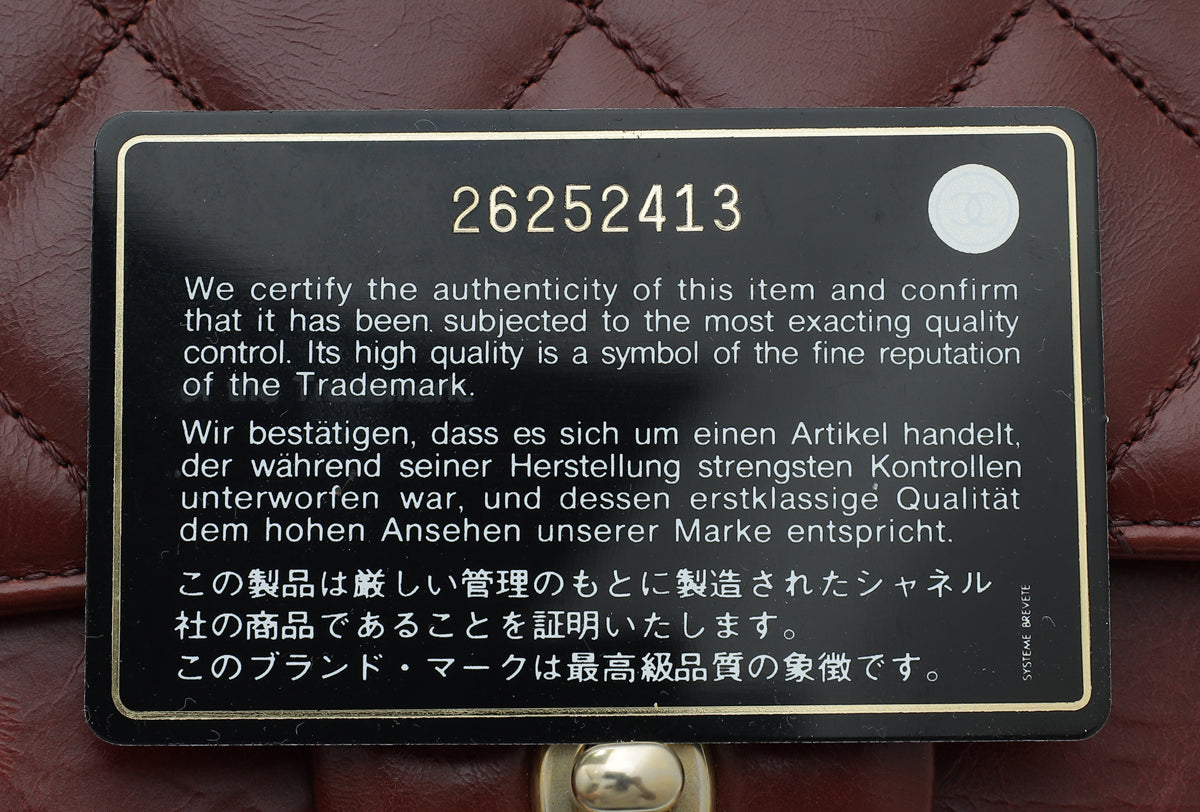 26252413
We certify the authenticity of this item and confirm
that it has been subjected to the most exacting quality
control. Its high quality is a symbol of the fine reputation
of the Trademark.
Wir bestätigen, dass es sich um einen Artikel handelt,
der während seiner Herstellung strengsten Kontrollen
unterworfen war, und dessen erstklassige Qualität
dem hohen Ansehen unserer Marke entspricht.
この製品は厳しい管理のもとに製造されたシャネル
社の商品であることを証明いたします。
このブランド・マークは最高級品質の象徴です。
SYSTEME BREVETE